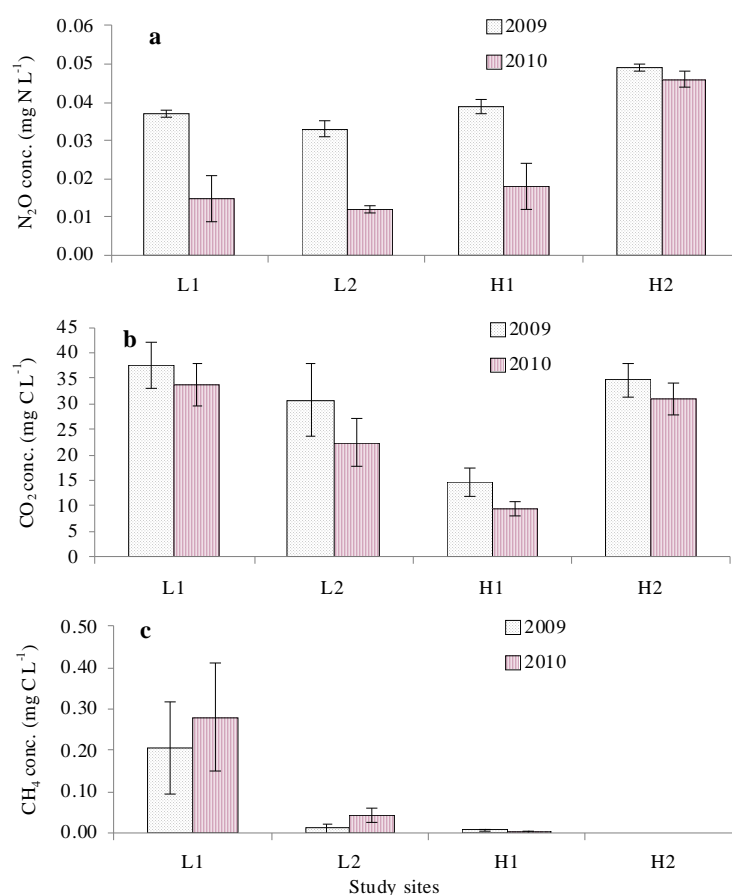 a
2009
2010
N₂O conc. (mg N L⁻¹)
0.06
0.05
0.04
0.03
0.02
0.01
0.00
L1 L2 H1 H2
b
2009
2010
CO₂ conc. (mg C L⁻¹)
45
40
35
30
25
20
15
10
5
0
L1 L2 H1 H2
c
2009
2010
CH₄ conc. (mg C L⁻¹)
0.50
0.40
0.30
0.20
0.10
0.00
L1 L2 H1 H2
Study sites